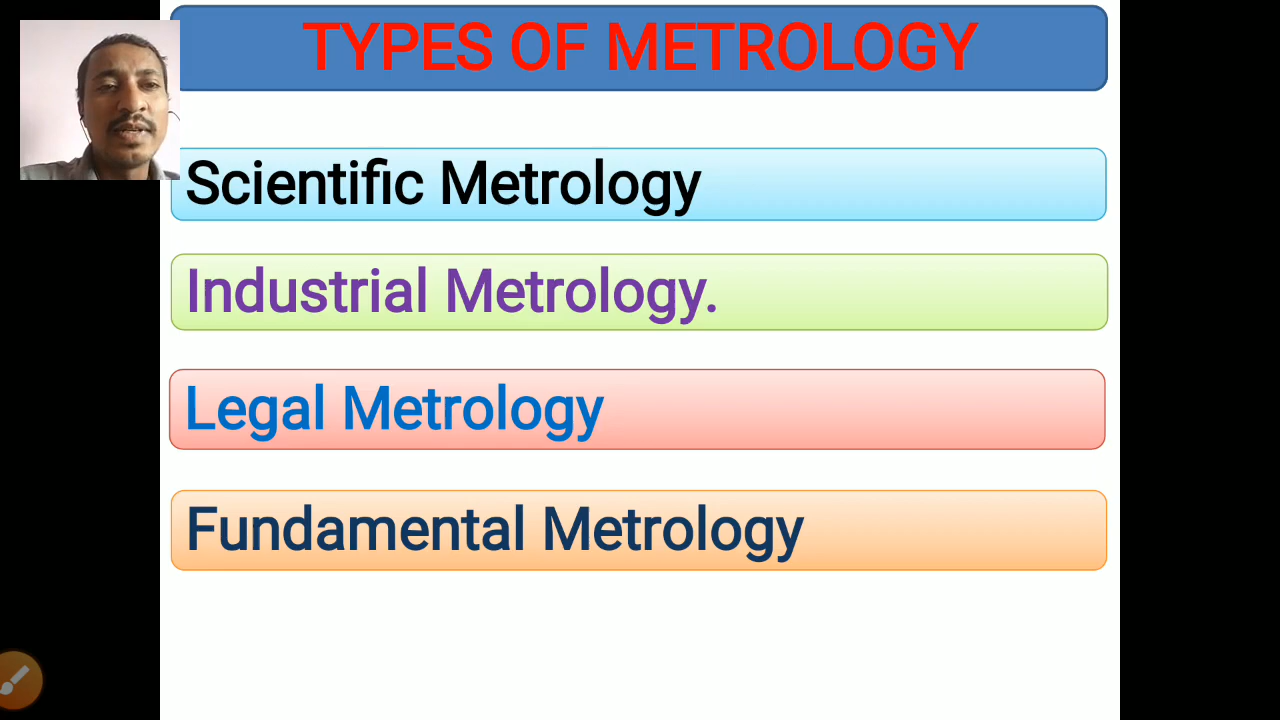 TYPES OF METROLOGY
Scientific Metrology
Industrial Metrology.
Legal Metrology
Fundamental Metrology